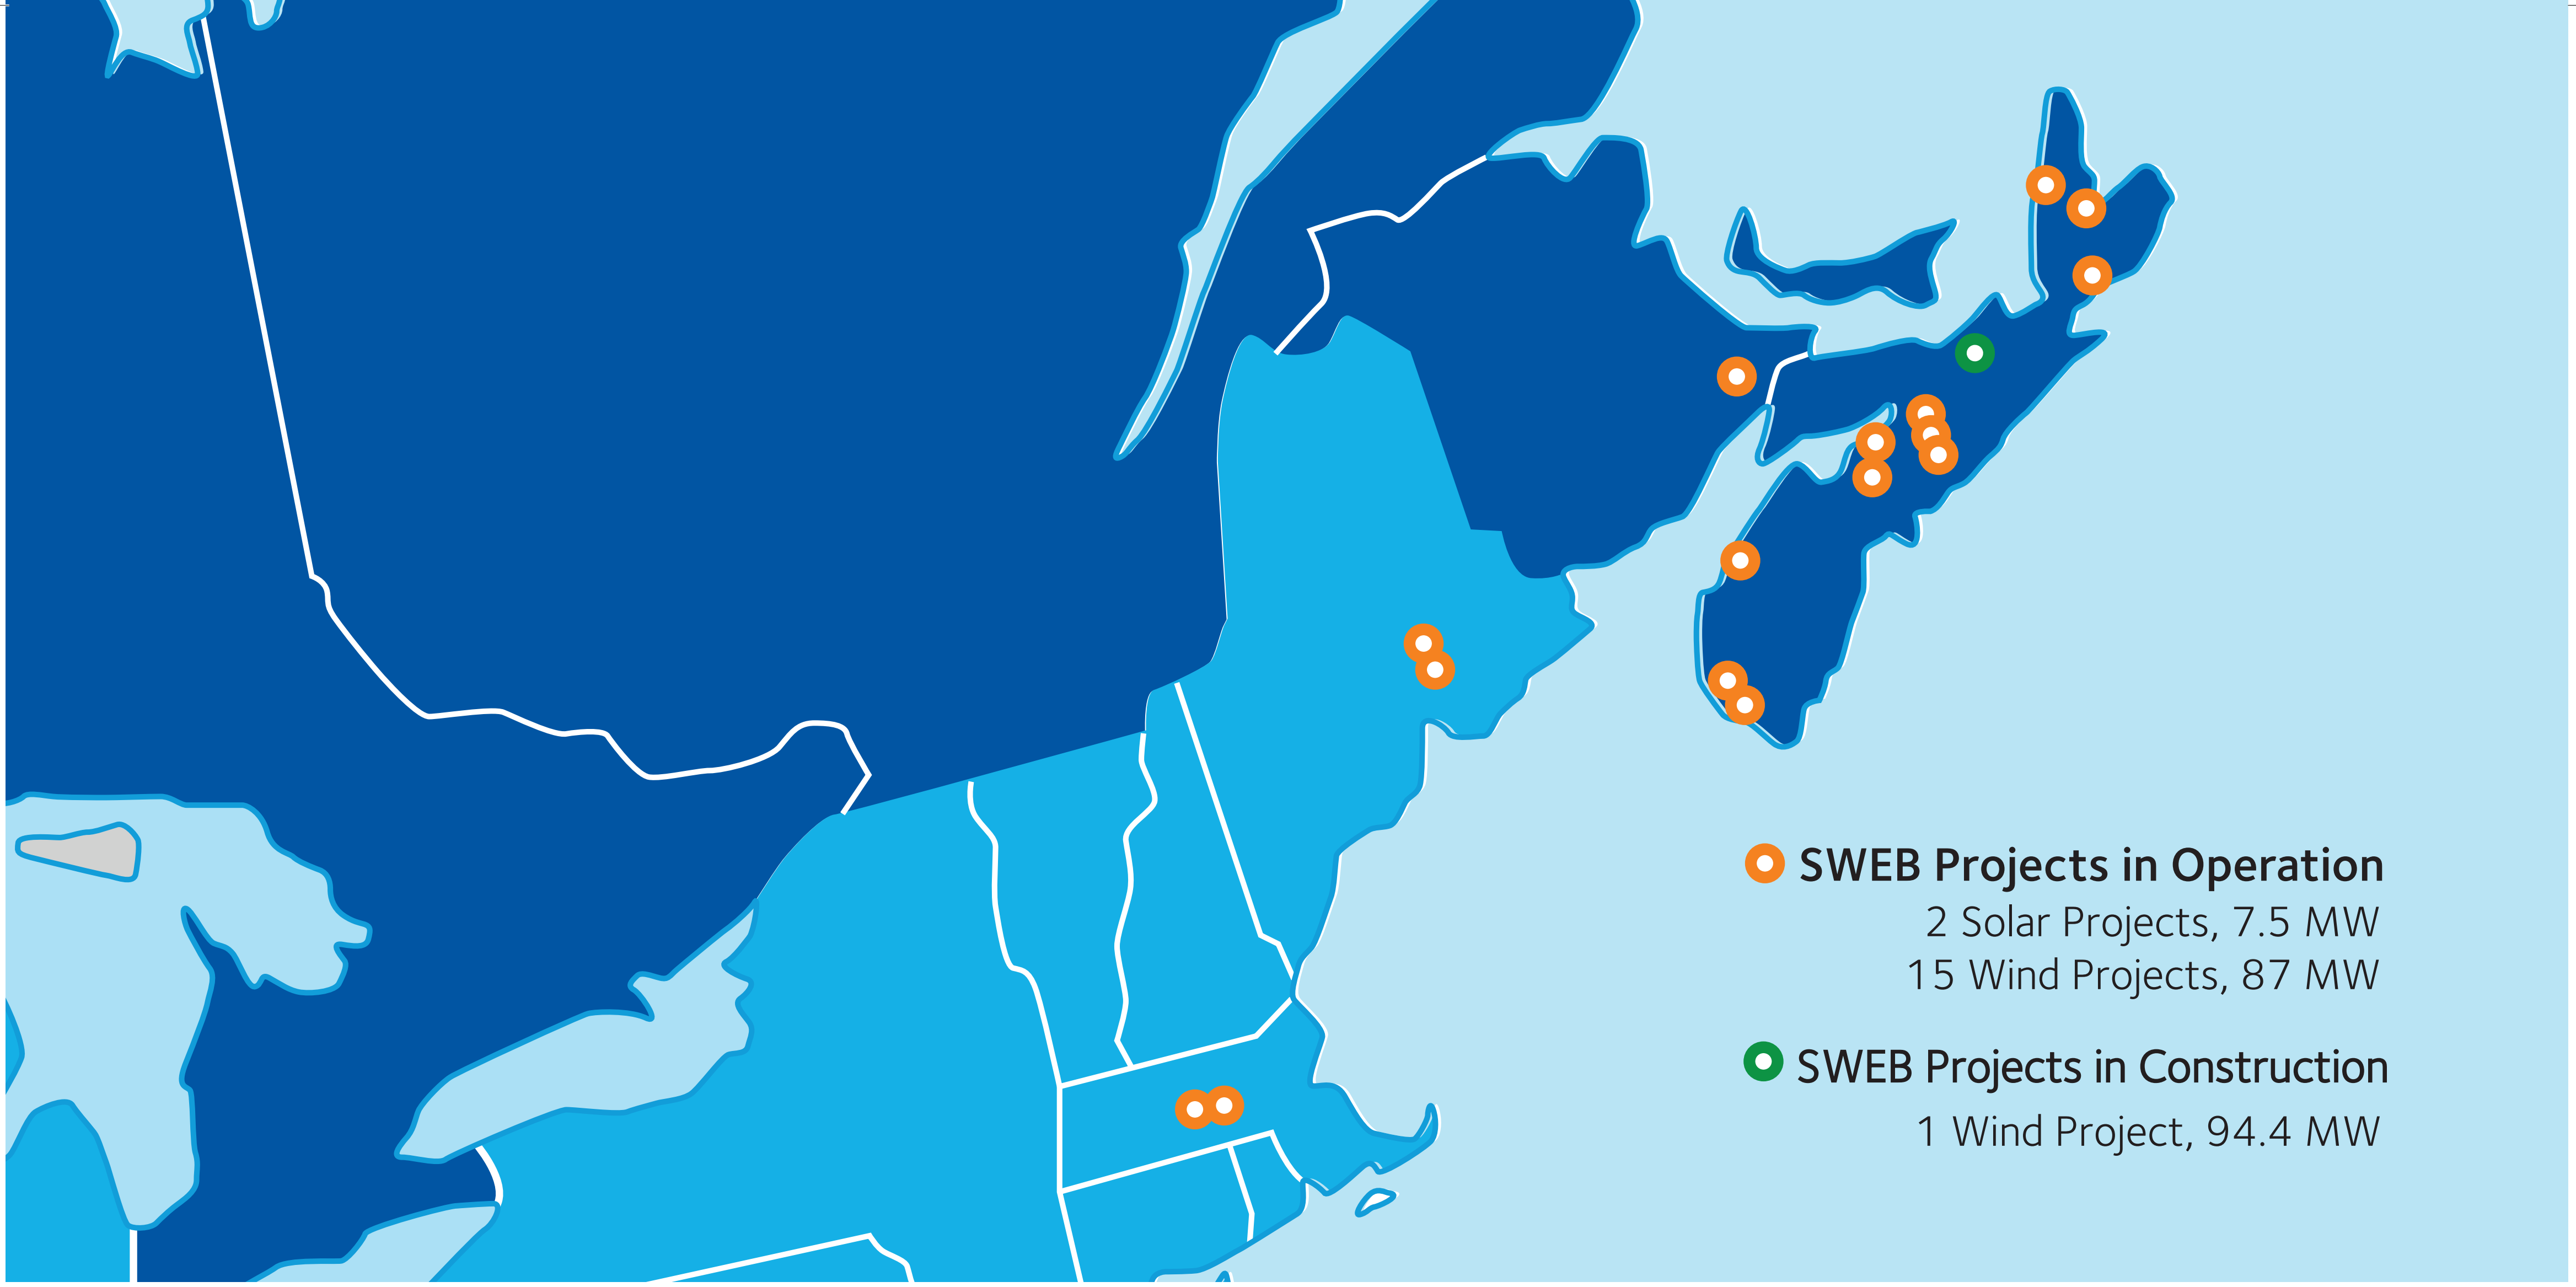 SWEB Projects in Operation
2 Solar Projects, 7.5 MW
15 Wind Projects, 87 MW
SWEB Projects in Construction
1 Wind Project, 94.4 MW